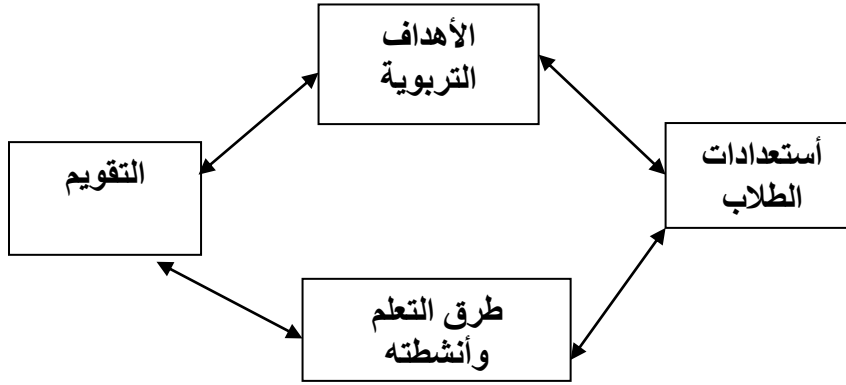 الأهداف
التربوية
أستعدادات
الطلاب
التقويم
طرق التعلم
وأنشطته